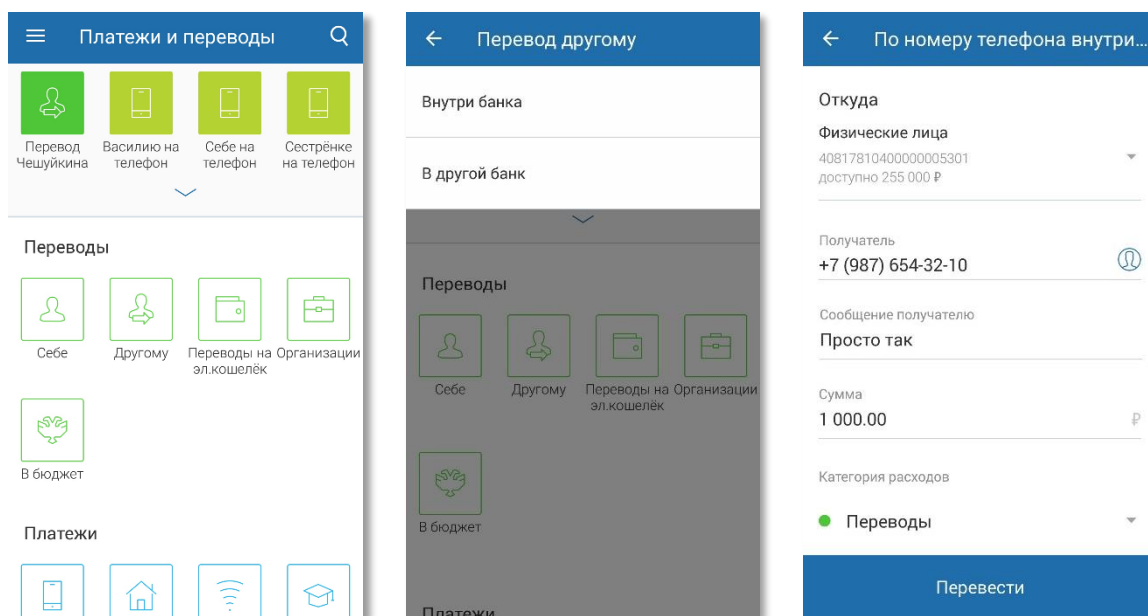 Платежи и переводы
Перевод Чешуйкина
Василию на телефон
Себе на телефон
Сестрёнке на телефон
Переводы
Себе
Другому
Переводы на эл.кошелёк
Организации
В бюджет
Платежи
Перевод другому
Внутри банка
В другой банк
Переводы
Себе
Другому
Переводы на эл.кошелёк
Организации
В бюджет
Платежи
По номеру телефона внутри...
Откуда
Физические лица
40817810400000005301
доступно 255 000 ₽
Получатель
+7 (987) 654-32-10
Сообщение получателю
Просто так
Сумма
1 000.00 ₽
Категория расходов
Переводы
Перевести